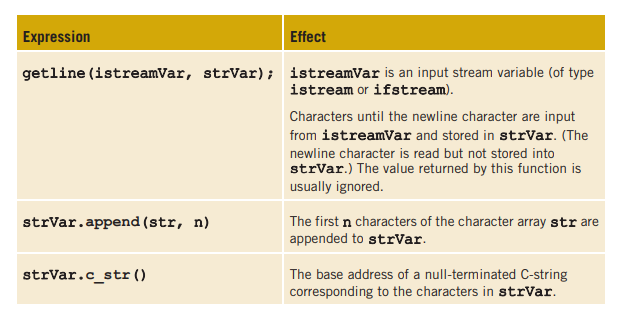 Expression
Effect
getline(istreamVar, strVar);
istreamVar is an input stream variable (of type
istream or ifstream).
Characters until the newline character are input
from istreamVar and stored in strVar. (The
newline character is read but not stored into
strVar.) The value returned by this function is
usually ignored.
strVar.append(str, n)
The first n characters of the character array str are
appended to strVar.
strVar.c_str()
The base address of a null-terminated C-string
corresponding to the characters in strVar.